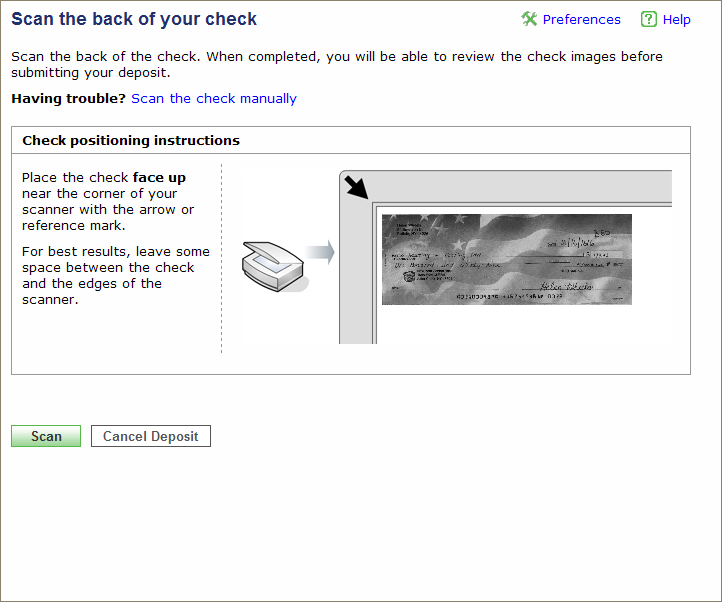 Scan the back of your check
Preferences
Help
Scan the back of the check. When completed, you will be able to review the check images before
submitting your deposit.
Having trouble? Scan the check manually
Check positioning instructions
Place the check face up
near the corner of your
scanner with the arrow or
reference mark.
For best results, leave some
space between the check
and the edges of the
scanner.
Scan
Cancel Deposit